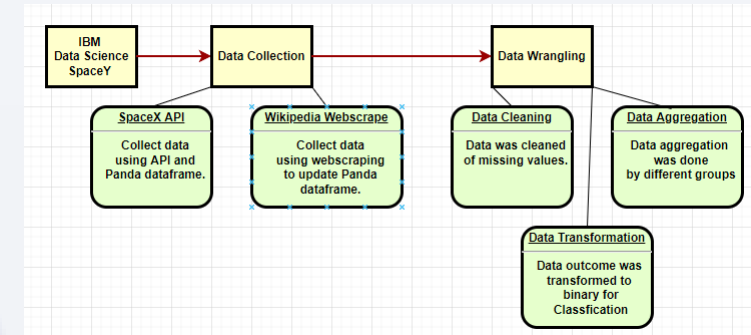 IBM
Data Science
SpaceY
Data Collection
Data Wrangling
SpaceX API
Collect data
using API and
Panda dataframe.
Wikipedia Webscrape
Collect data
using webscraping
to update Panda
dataframe.
Data Cleaning
Data was cleaned
of missing values.
Data Aggregation
Data aggregation
was done
by different groups
Data Transformation
Data outcome was
transformed to
binary for
Classfication